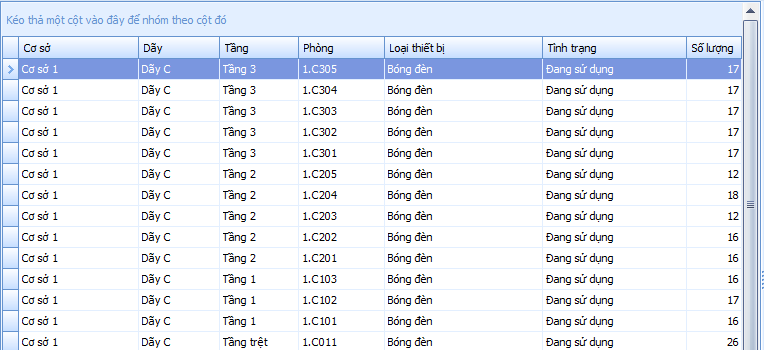 Kéo thả một cột vào đây để nhóm theo cột đó
Cơ sở Dãy Tầng Phòng Loại thiết bị Tình trạng Số lượng
Cơ sở 1 Dãy C Tầng 3 1.C305 Bóng đèn Đang sử dụng 17
Cơ sở 1 Dãy C Tầng 3 1.C304 Bóng đèn Đang sử dụng 17
Cơ sở 1 Dãy C Tầng 3 1.C303 Bóng đèn Đang sử dụng 17
Cơ sở 1 Dãy C Tầng 3 1.C302 Bóng đèn Đang sử dụng 17
Cơ sở 1 Dãy C Tầng 3 1.C301 Bóng đèn Đang sử dụng 17
Cơ sở 1 Dãy C Tầng 2 1.C205 Bóng đèn Đang sử dụng 12
Cơ sở 1 Dãy C Tầng 2 1.C204 Bóng đèn Đang sử dụng 18
Cơ sở 1 Dãy C Tầng 2 1.C203 Bóng đèn Đang sử dụng 12
Cơ sở 1 Dãy C Tầng 2 1.C202 Bóng đèn Đang sử dụng 16
Cơ sở 1 Dãy C Tầng 2 1.C201 Bóng đèn Đang sử dụng 16
Cơ sở 1 Dãy C Tầng 1 1.C103 Bóng đèn Đang sử dụng 16
Cơ sở 1 Dãy C Tầng 1 1.C102 Bóng đèn Đang sử dụng 17
Cơ sở 1 Dãy C Tầng 1 1.C101 Bóng đèn Đang sử dụng 16
Cơ sở 1 Dãy C Tầng trệt 1.C011 Bóng đèn Đang sử dụng 26